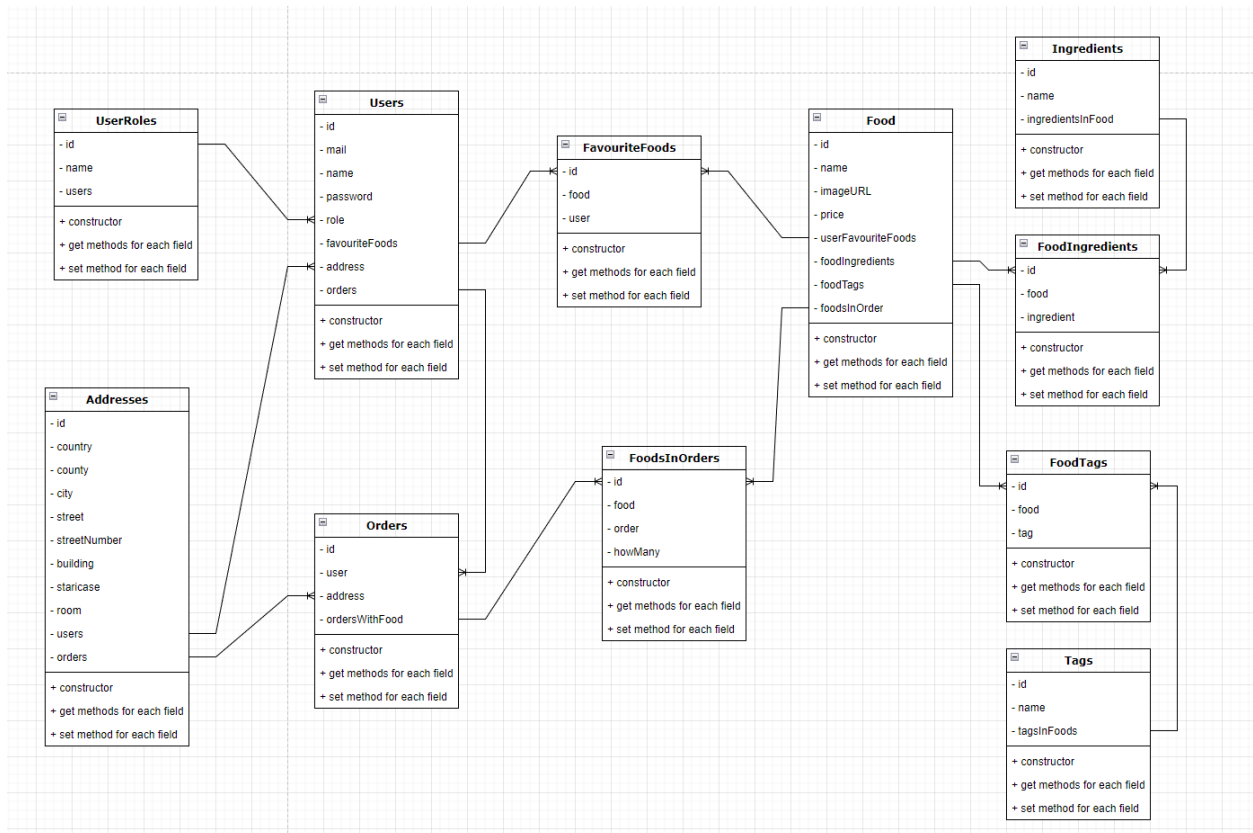 UserRoles
- id
- name
- users
+ constructor
+ get methods for each field
+ set method for each field
Users
- id
- mail
- name
- password
- role
- favouriteFoods
- address
- orders
+ constructor
+ get methods for each field
+ set method for each field
FavouriteFoods
- id
- food
- user
+ constructor
+ get methods for each field
+ set method for each field
Food
- id
- name
- imageURL
- price
- userFavouriteFoods
- foodIngredients
- foodTags
- foodsInOrder
+ constructor
+ get methods for each field
+ set method for each field
Ingredients
- id
- name
- ingredientsInFood
+ constructor
+ get methods for each field
+ set method for each field
FoodIngredients
- id
- food
- ingredient
+ constructor
+ get methods for each field
+ set method for each field
Addresses
- id
- country
- county
- city
- street
- streetNumber
- building
- staricase
- room
- users
- orders
+ constructor
+ get methods for each field
+ set method for each field
Orders
- id
- user
- address
- ordersWithFood
+ constructor
+ get methods for each field
+ set method for each field
FoodsInOrders
- id
- food
- order
- howMany
+ constructor
+ get methods for each field
+ set method for each field
FoodTags
- id
- food
- tag
+ constructor
+ get methods for each field
+ set method for each field
Tags
- id
- name
- tagsInFoods
+ constructor
+ get methods for each field
+ set method for each field